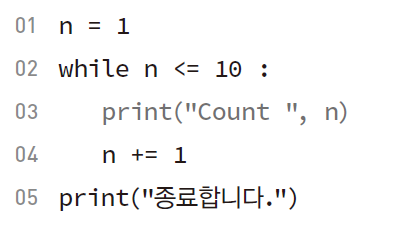 01 n = 1
02 while n <= 10 :
03     print("Count ", n)
04     n += 1
05 print("종료합니다.")